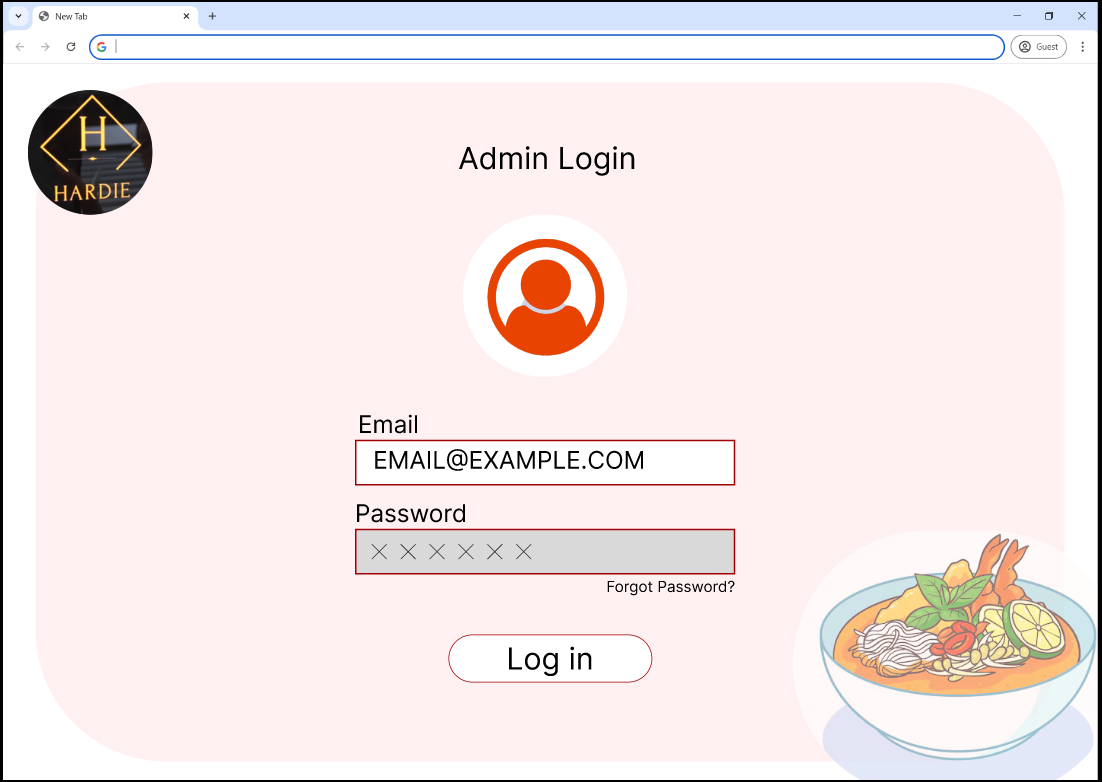 New Tab
Guest
H
HARDIE
Admin Login
Email
EMAIL@EXAMPLE.COM
Password
Forgot Password?
Log in